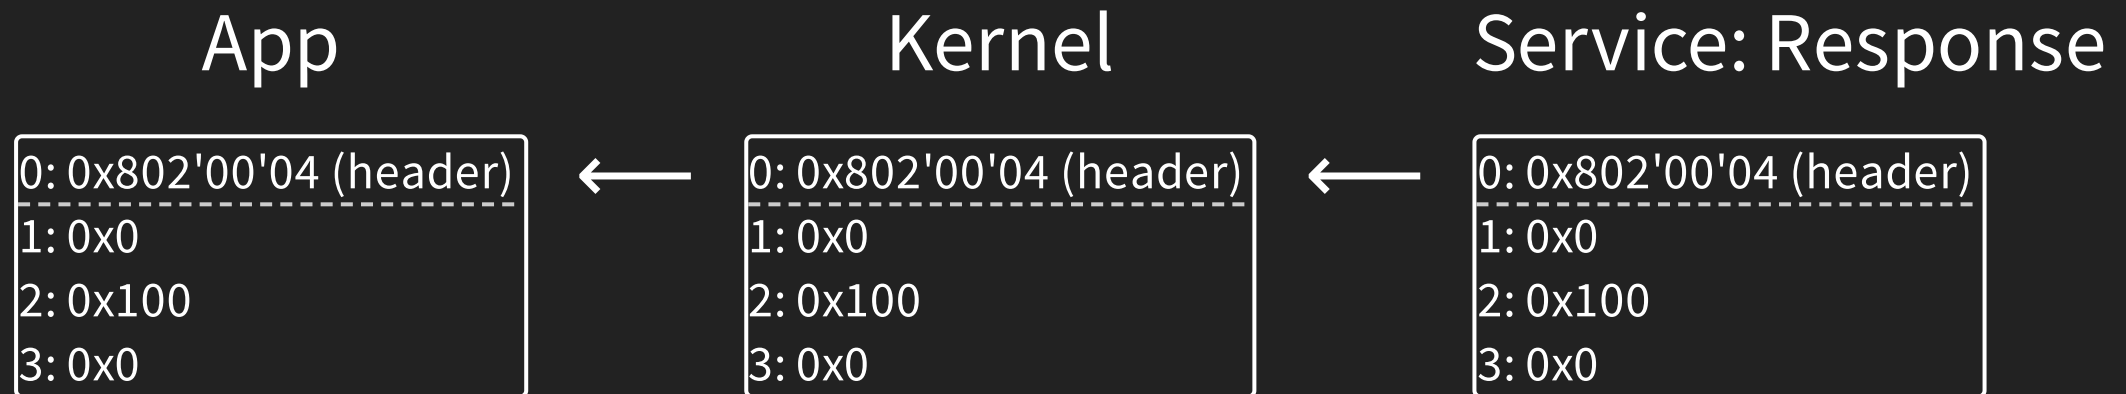 App
0: 0x802'00'04 (header)
1: 0x0
2: 0x100
3: 0x0
Kernel
0: 0x802'00'04 (header)
1: 0x0
2: 0x100
3: 0x0
Service: Response
0: 0x802'00'04 (header)
1: 0x0
2: 0x100
3: 0x0